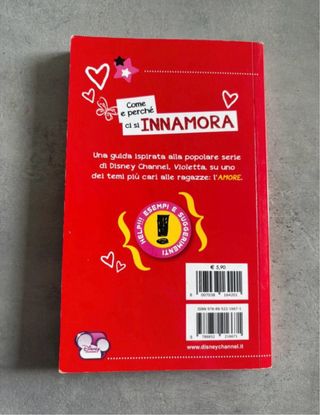 Come
e perché
ci si INNAMORA
Una guida ispirata alla popolare serie
di Disney Channel, Violetta, su uno
dei temi più cari alle ragazze: l'AMORE.
HELP!!! ESEMPI E SUGGERIMENTI
!
€ 5,90
Disney
www.disneychannel.it